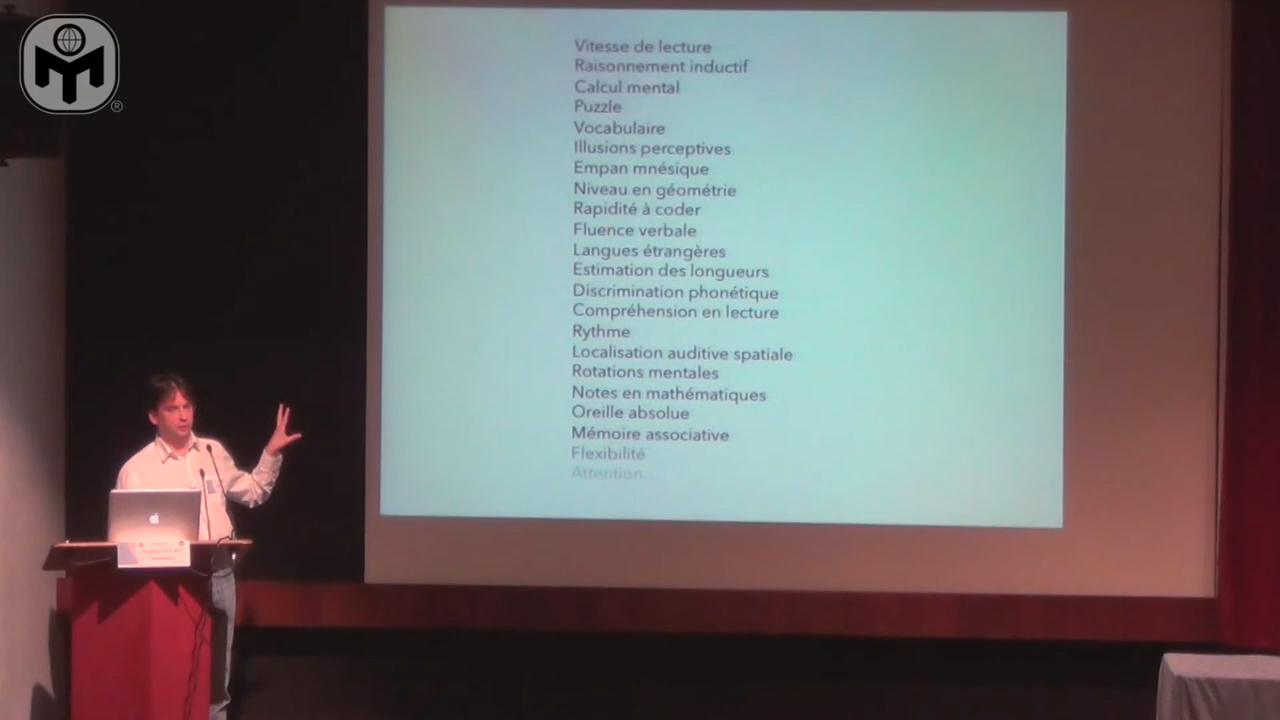 Vitesse de lecture
Raisonnement inductif
Calcul mental
Puzzle
Vocabulaire
Illusions perceptives
Empan mnésique
Niveau en géométrie
Rapidité à coder
Fluence verbale
Langues étrangères
Estimation des longueurs
Discrimination phonétique
Compréhension en lecture
Rythme
Localisation auditive spatiale
Rotations mentales
Notes en mathématiques
Oreille absolue
Mémoire associative
Flexibilité
Attention...
®